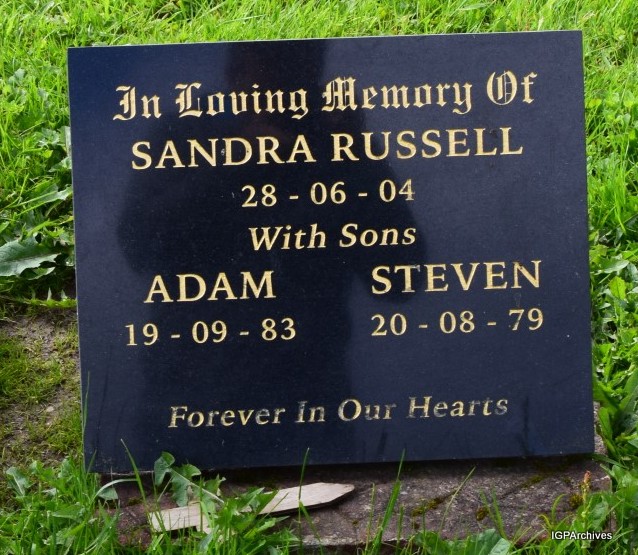 In Loving Memory Of
SANDRA RUSSELL
28 - 06 - 04
With Sons
ADAM STEVEN
19 - 09 - 83 20 - 08 - 79
Forever In Our Hearts
IGPArchives